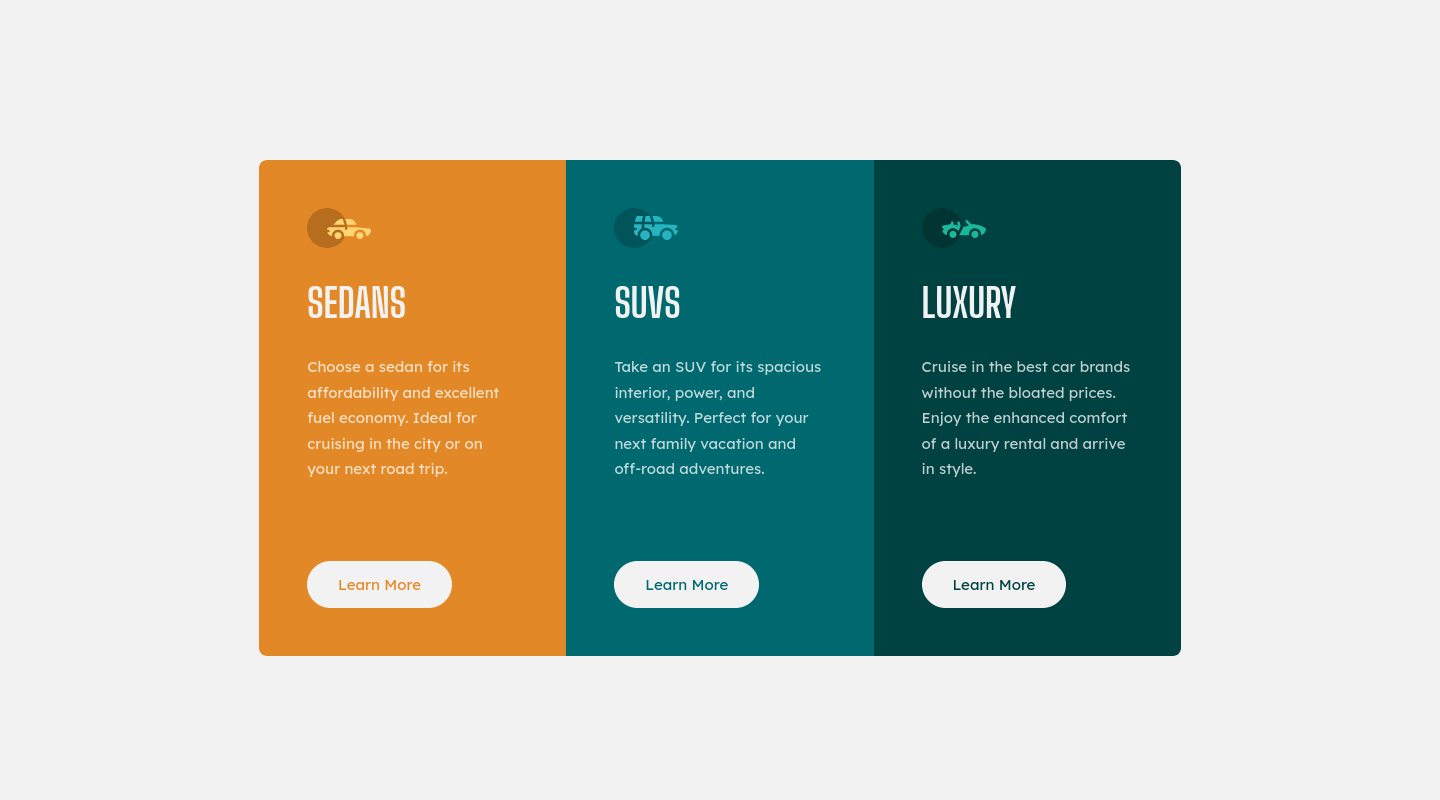 SEDANS
Choose a sedan for its
affordability and excellent
fuel economy. Ideal for
cruising in the city or on
your next road trip.
Learn More
SUVS
Take an SUV for its spacious
interior, power, and
versatility. Perfect for your
next family vacation and
off-road adventures.
Learn More
LUXURY
Cruise in the best car brands
without the bloated prices.
Enjoy the enhanced comfort
of a luxury rental and arrive
in style.
Learn More